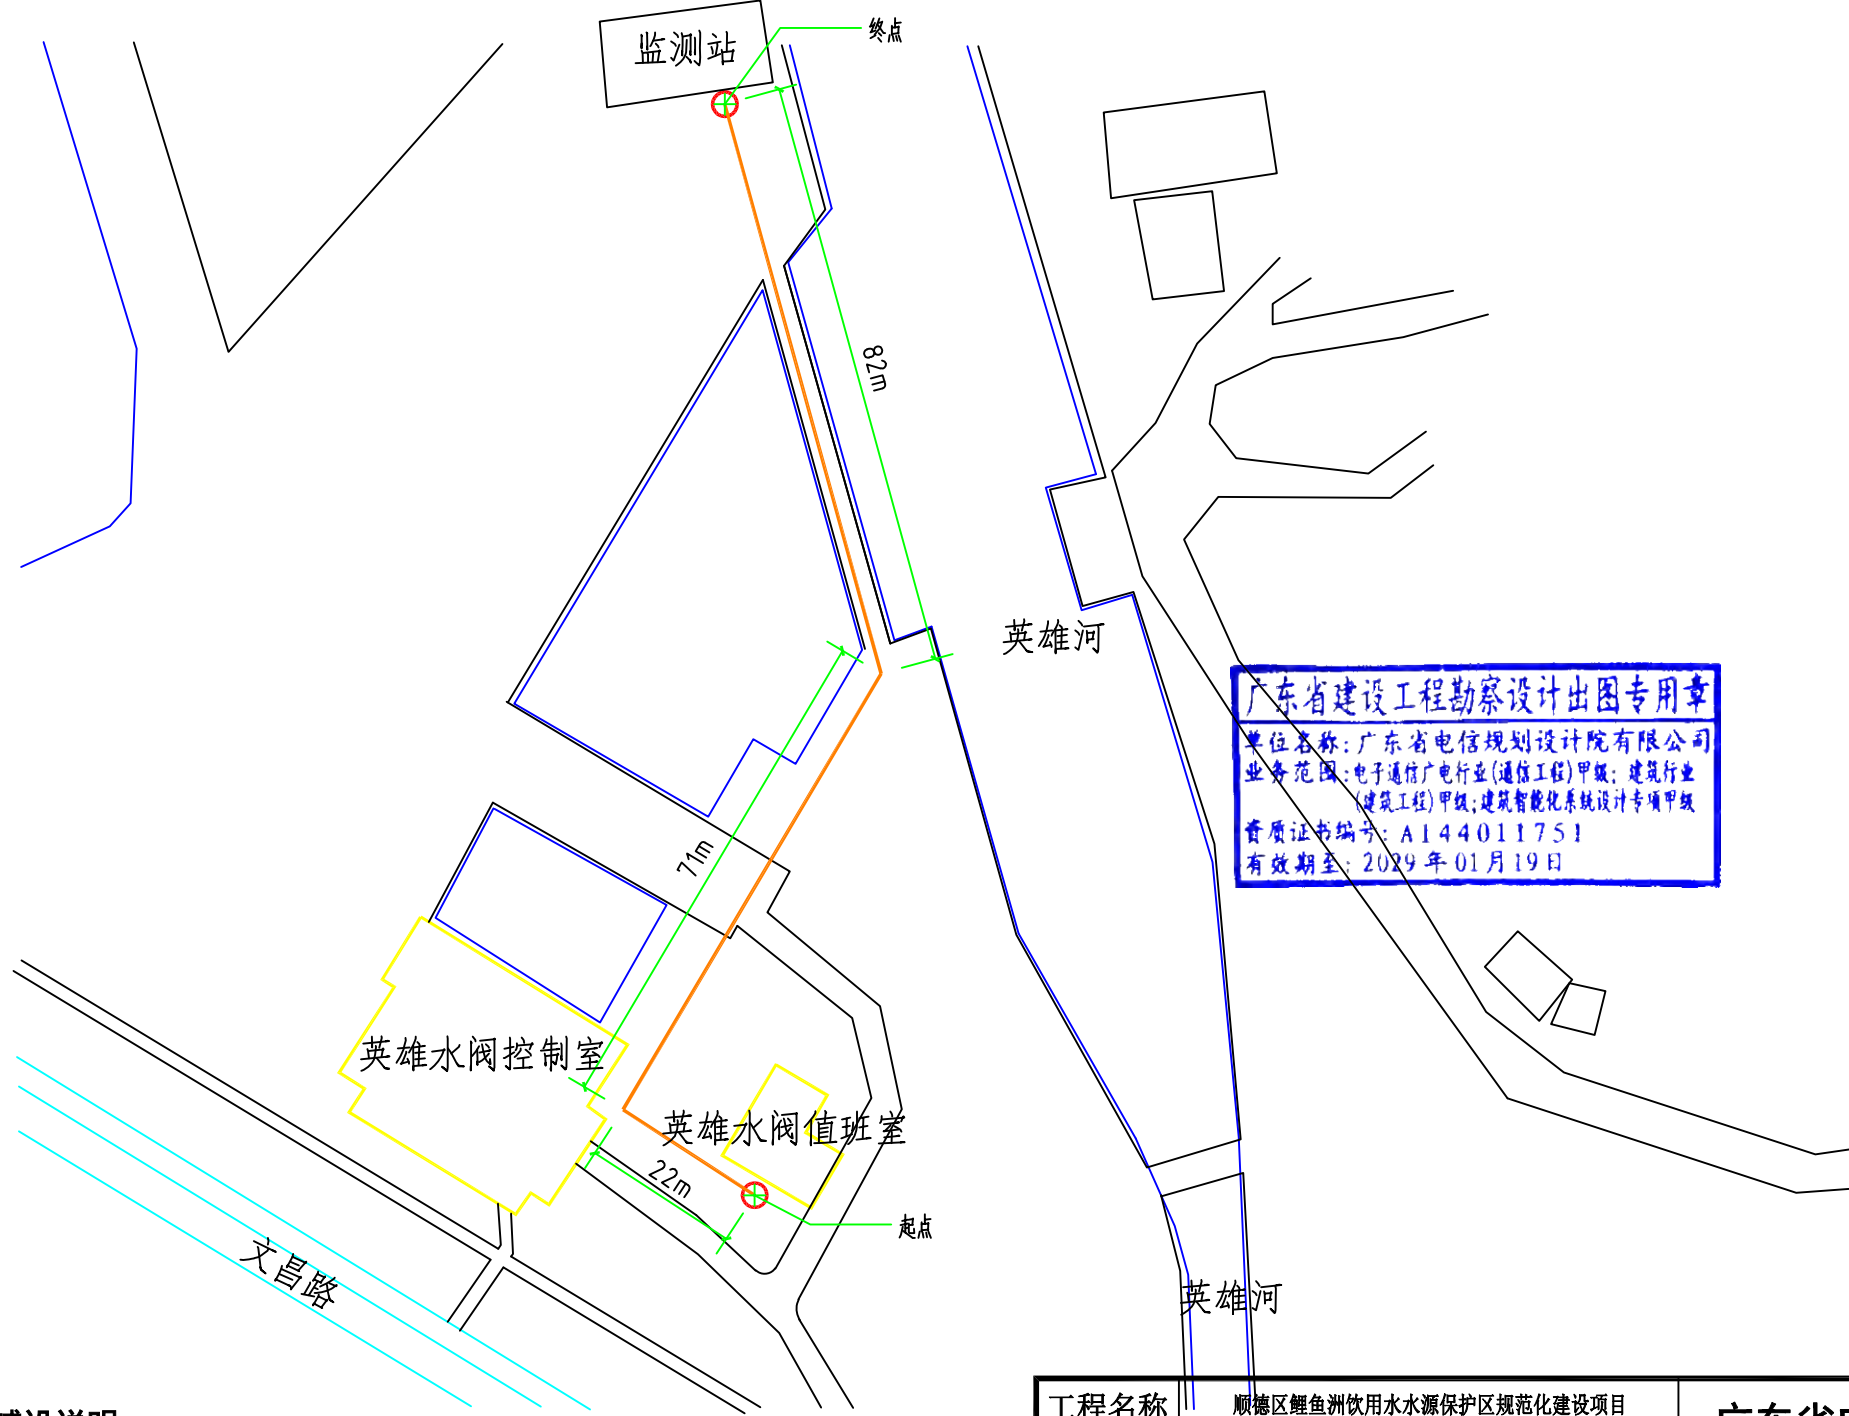 监测站
终点
82m
英雄河
广东省建设工程勘察设计出图专用章
单位名称: 广东省电信规划设计院有限公司
业务范围: 电子通信广电行业(通信工程)甲级; 建筑行业
(建筑工程)甲级; 建筑智能化系统设计专项甲级
资质证书编号: A144011751
有效期至: 2029年01月19日
71m
英雄水阀控制室
英雄水阀值班室
22m
起点
文昌路
英雄河
工程名称
顺德区鲤鱼洲饮用水水源保护区规范化建设项目